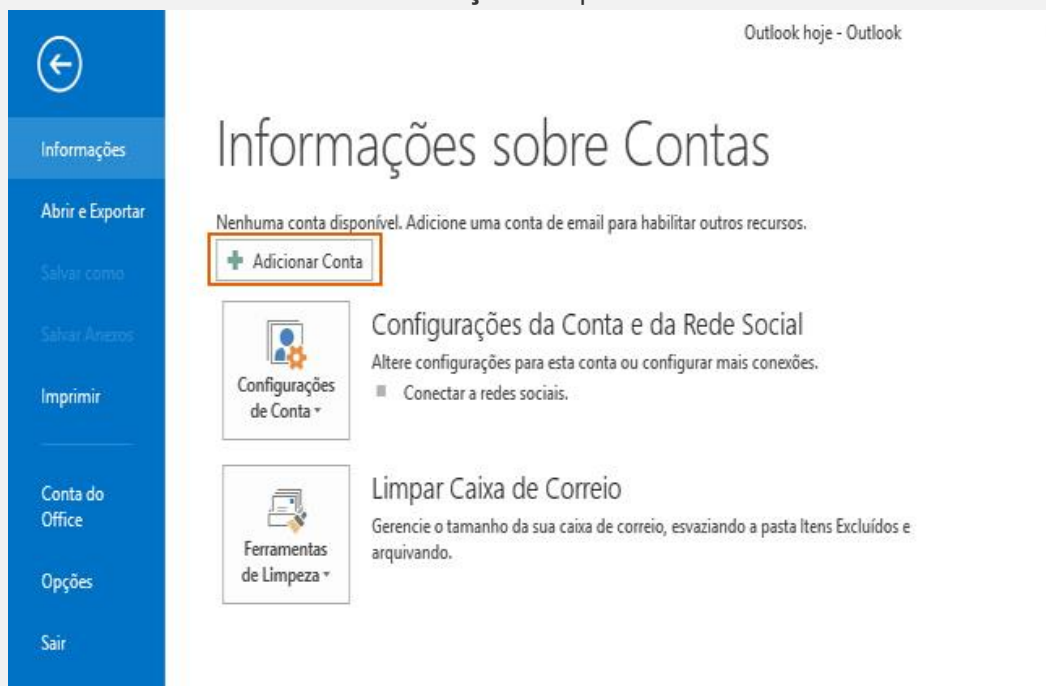 Outlook hoje - Outlook
Informações
Abrir e Exportar
Salvar como
Salvar Anexos
Imprimir
Conta do
Office
Opções
Sair
Informações sobre Contas
Nenhuma conta disponível. Adicione uma conta de email para habilitar outros recursos.
Adicionar Conta
Configurações
de Conta
Configurações da Conta e da Rede Social
Altere configurações para esta conta ou configurar mais conexões.
Conectar a redes sociais.
Ferramentas
de Limpeza
Limpar Caixa de Correio
Gerencie o tamanho da sua caixa de correio, esvaziando a pasta Itens Excluídos e
arquivando.